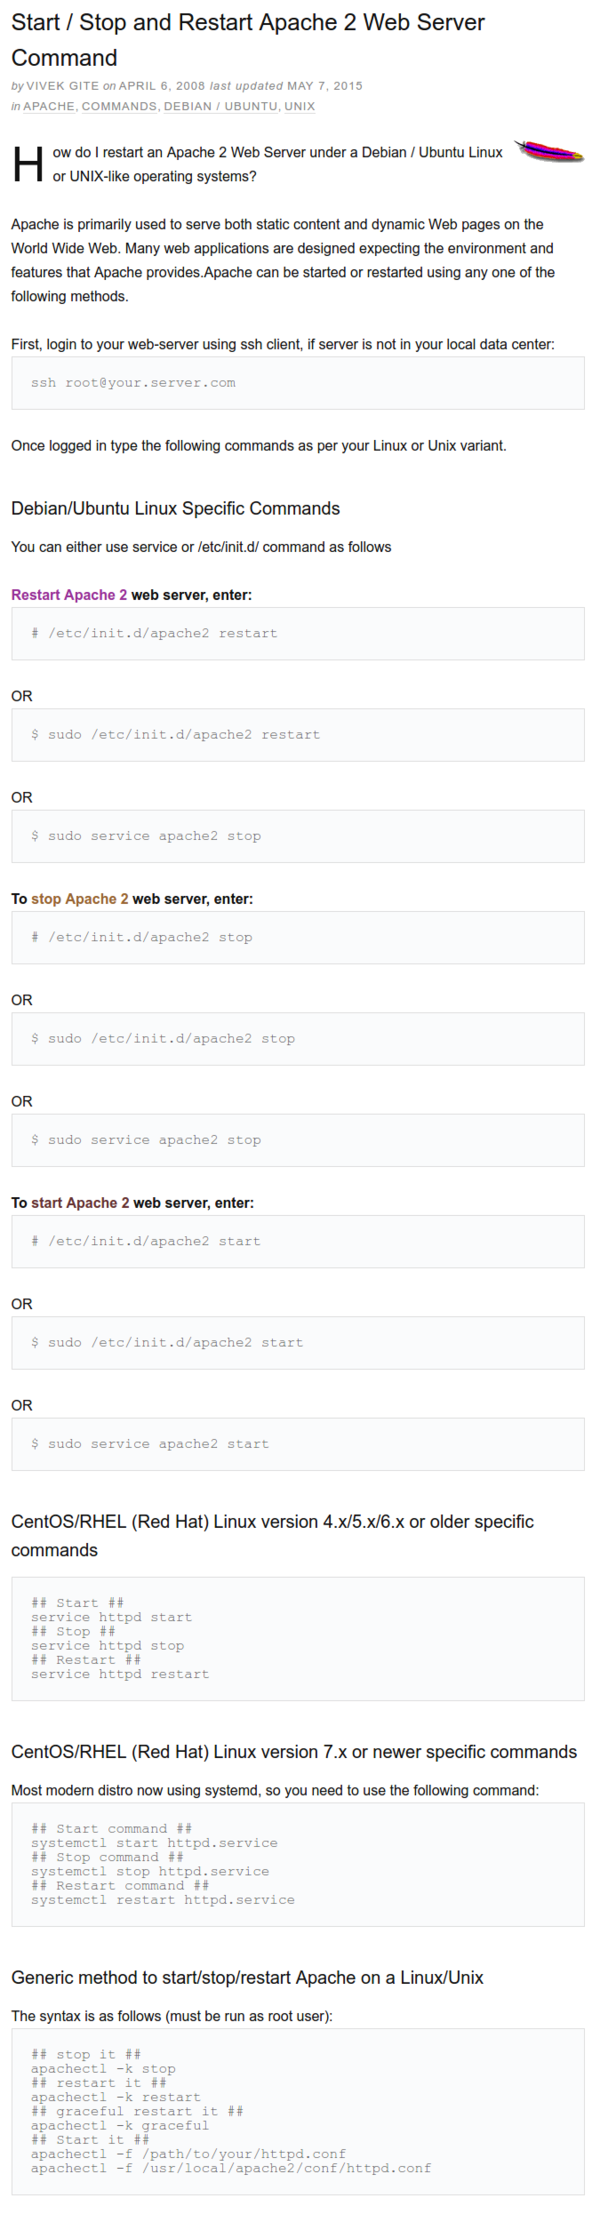 Start / Stop and Restart Apache 2 Web Server
Command
by VIVEK GITE on APRIL 6, 2008 last updated MAY 7, 2015
in APACHE, COMMANDS, DEBIAN / UBUNTU, UNIX
How do I restart an Apache 2 Web Server under a Debian / Ubuntu Linux
or UNIX-like operating systems?
Apache is primarily used to serve both static content and dynamic Web pages on the
World Wide Web. Many web applications are designed expecting the environment and
features that Apache provides.Apache can be started or restarted using any one of the
following methods.
First, login to your web-server using ssh client, if server is not in your local data center:
ssh root@your.server.com
Once logged in type the following commands as per your Linux or Unix variant.
Debian/Ubuntu Linux Specific Commands
You can either use service or /etc/init.d/ command as follows
Restart Apache 2 web server, enter:
# /etc/init.d/apache2 restart
OR
$ sudo /etc/init.d/apache2 restart
OR
$ sudo service apache2 stop
To stop Apache 2 web server, enter:
# /etc/init.d/apache2 stop
OR
$ sudo /etc/init.d/apache2 stop
OR
$ sudo service apache2 stop
To start Apache 2 web server, enter:
# /etc/init.d/apache2 start
OR
$ sudo /etc/init.d/apache2 start
OR
$ sudo service apache2 start
CentOS/RHEL (Red Hat) Linux version 4.x/5.x/6.x or older specific
commands
## Start ##
service httpd start
## Stop ##
service httpd stop
## Restart ##
service httpd restart
CentOS/RHEL (Red Hat) Linux version 7.x or newer specific commands
Most modern distro now using systemd, so you need to use the following command:
## Start command ##
systemctl start httpd.service
## Stop command ##
systemctl stop httpd.service
## Restart command ##
systemctl restart httpd.service
Generic method to start/stop/restart Apache on a Linux/Unix
The syntax is as follows (must be run as root user):
## stop it ##
apachectl -k stop
## restart it ##
apachectl -k restart
## graceful restart it ##
apachectl -k graceful
## Start it ##
apachectl -f /path/to/your/httpd.conf
apachectl -f /usr/local/apache2/conf/httpd.conf